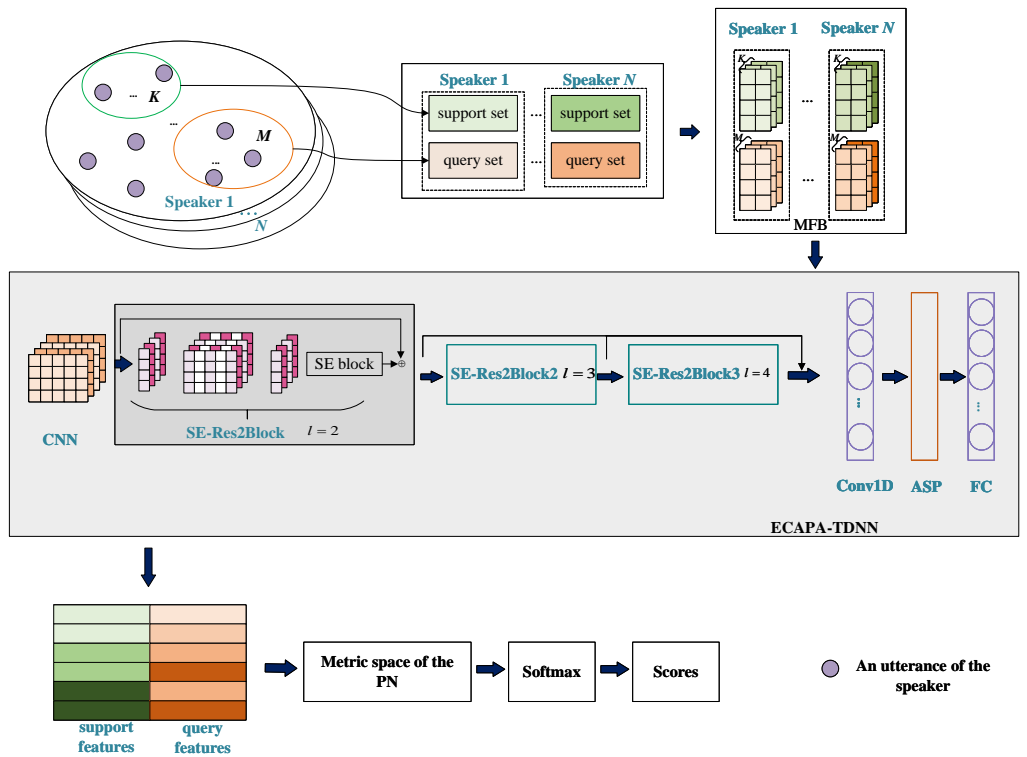 ... K
...
M
...
Speaker 1
...
N
Speaker 1
Speaker N
support set
...
support set
query set
...
query set
Speaker 1
Speaker N
K
K
...
M
M
...
MFB
CNN
SE block
SE-Res2Block l = 2
SE-Res2Block2 l = 3
SE-Res2Block3 l = 4
...
...
Conv1D
ASP
FC
ECAPA-TDNN
support
features
query
features
Metric space of the
PN
Softmax
Scores
An utterance of the
speaker